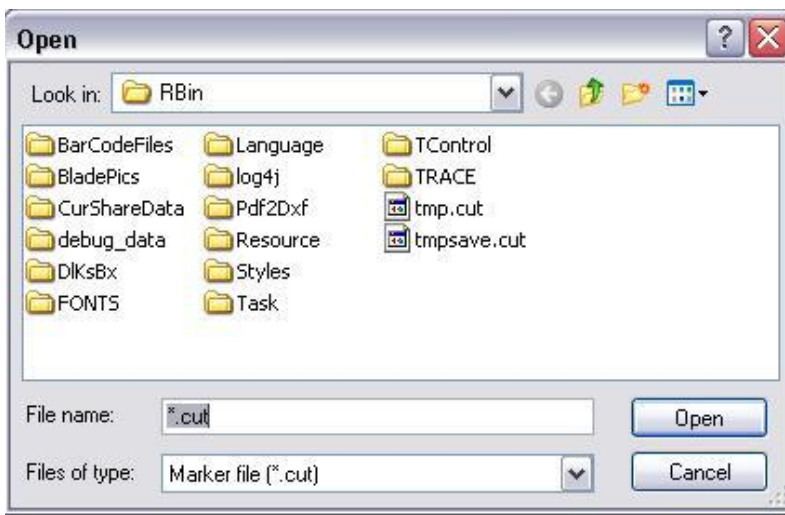 Open
Look in: RBin
BarCodeFiles Language TControl
BladePics log4j TRACE
CurShareData Pdf2Dxf tmp.cut
debug_data Resource tmpsave.cut
DlKsBx Styles
FONTS Task
File name: *.cut Open
Files of type: Marker file (*.cut) Cancel